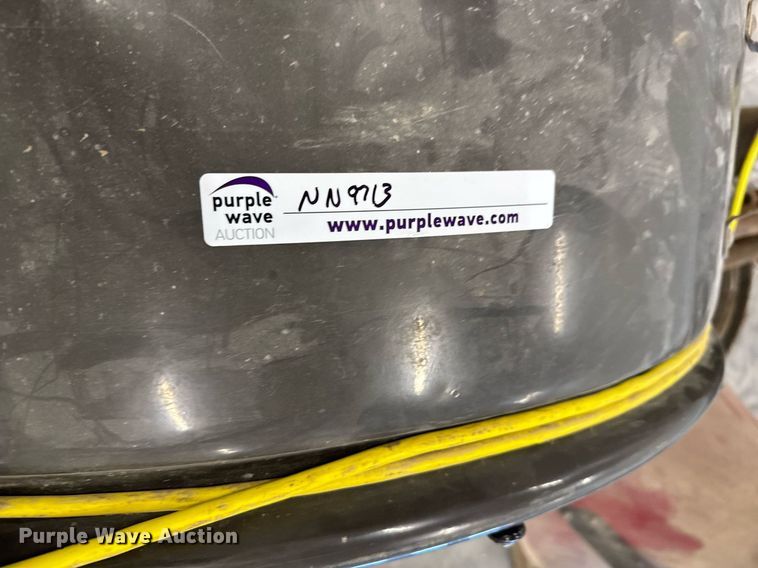 purple
wave
AUCTION
NN9713
www.purplewave.com
Purple Wave Auction